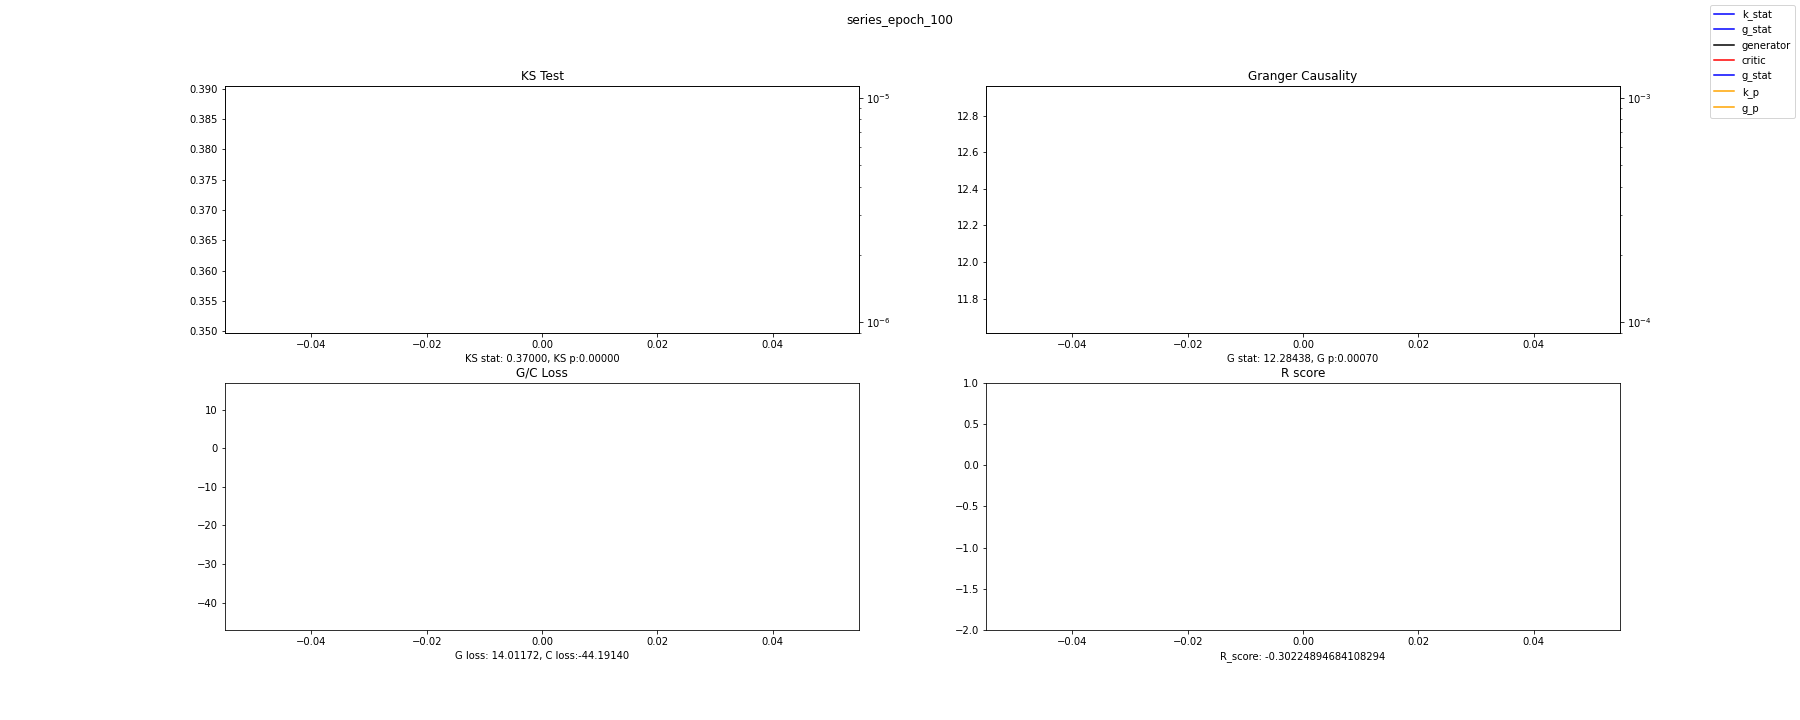 series_epoch_100
k_stat
g_stat
generator
critic
g_stat
k_p
g_p
KS Test
0.390
0.385
0.380
0.375
0.370
0.365
0.360
0.355
0.350
10⁻⁵
10⁻⁶
−0.04 −0.02 0.00 0.02 0.04
KS stat: 0.37000, KS p:0.00000
Granger Causality
12.8
12.6
12.4
12.2
12.0
11.8
10⁻³
10⁻⁴
−0.04 −0.02 0.00 0.02 0.04
G stat: 12.28438, G p:0.00070
G/C Loss
10
0
−10
−20
−30
−40
−0.04 −0.02 0.00 0.02 0.04
G loss: 14.01172, C loss:-44.19140
R score
1.0
0.5
0.0
−0.5
−1.0
−1.5
−2.0
−0.04 −0.02 0.00 0.02 0.04
R_score: -0.30224894684108294